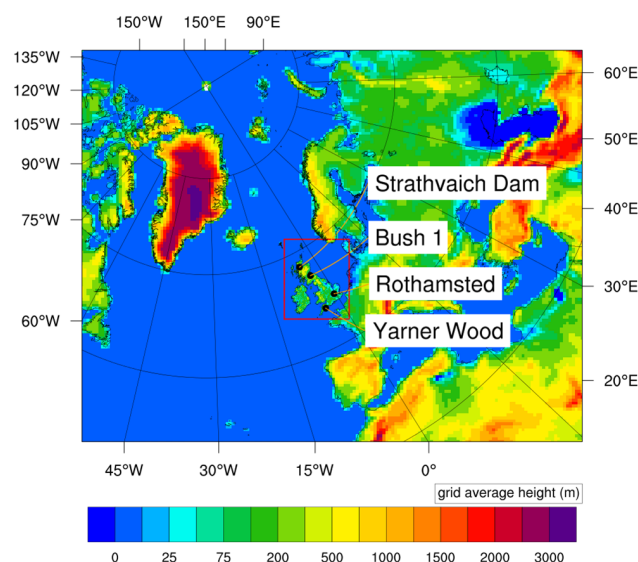 150°W 150°E 90°E
135°W
120°W
105°W
90°W
75°W
60°W
60°E
50°E
40°E
30°E
20°E
Strathvaich Dam
Bush 1
Rothamsted
Yarner Wood
45°W 30°W 15°W 0°
grid average height (m)
0 25 75 200 500 1000 1500 2000 3000